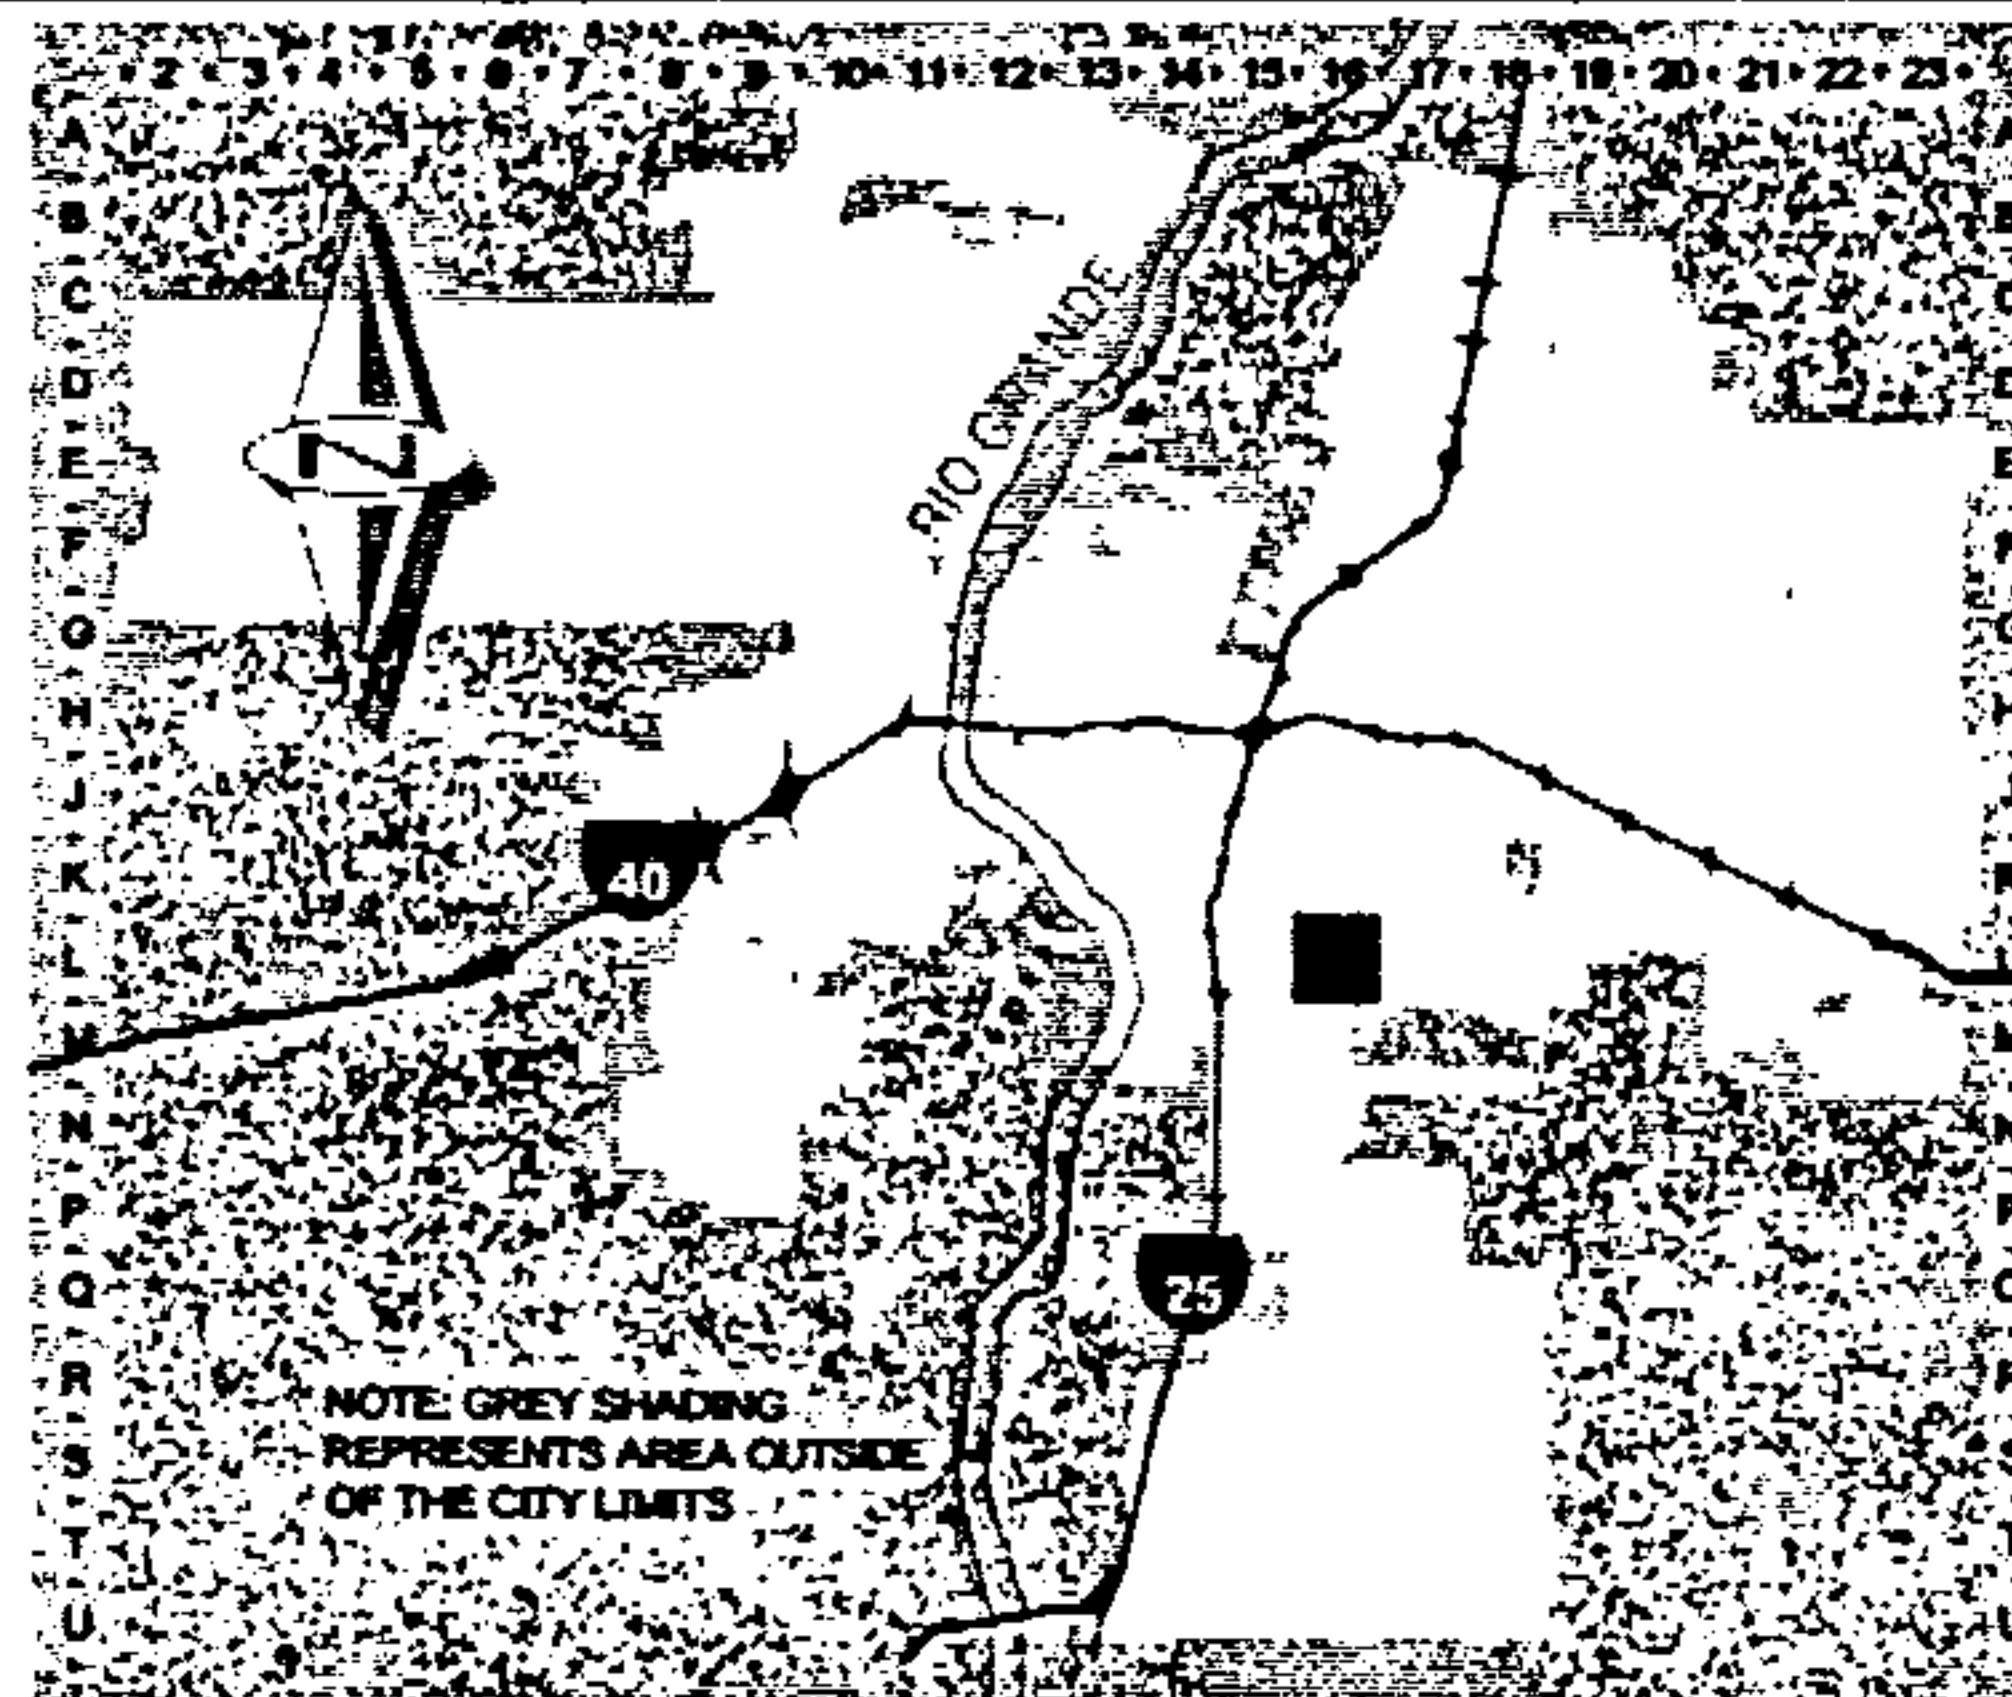 2 3 4 5 6 7 8 9 10 11 12 13 14 15 16 17 18 19 20 21 22 23
A
B
C
D
E
F
G
H
J
K
L
M
N
P
Q
R
S
T
U
N
RIO GRANDE
40
25
NOTE: GREY SHADING
REPRESENTS AREA OUTSIDE
OF THE CITY LIMITS